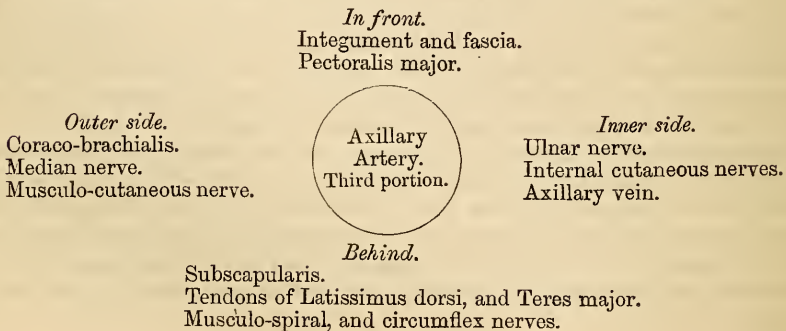 In front.
Integument and fascia.
Pectoralis major.
Outer side.
Coraco-brachialis.
Median nerve.
Musculo-cutaneous nerve.
Axillary
Artery.
Third portion.
Inner side.
Ulnar nerve.
Internal cutaneous nerves.
Axillary vein.
Behind.
Subscapularis.
Tendons of Latissimus dorsi, and Teres major.
Musculo-spiral, and circumflex nerves.